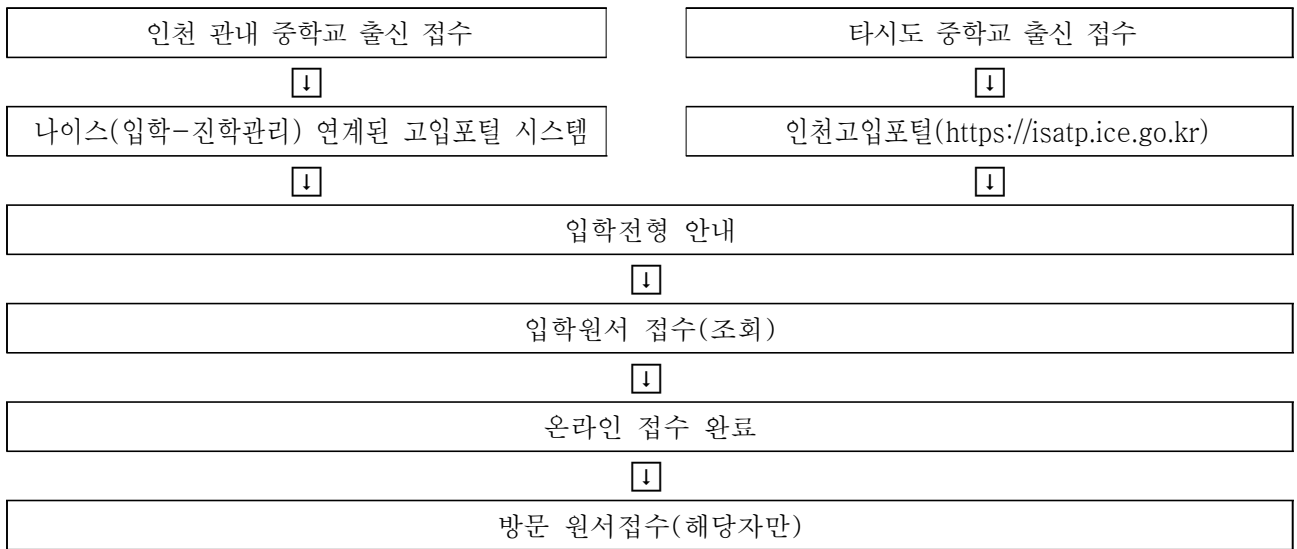 인천 관내 중학교 출신 접수
타시도 중학교 출신 접수
↓
↓
나이스(입학-진학관리) 연계된 고입포털 시스템
인천고입포털(https://isatp.ice.go.kr)
↓
↓
입학전형 안내
↓
입학원서 접수(조회)
↓
온라인 접수 완료
↓
방문 원서접수(해당자만)